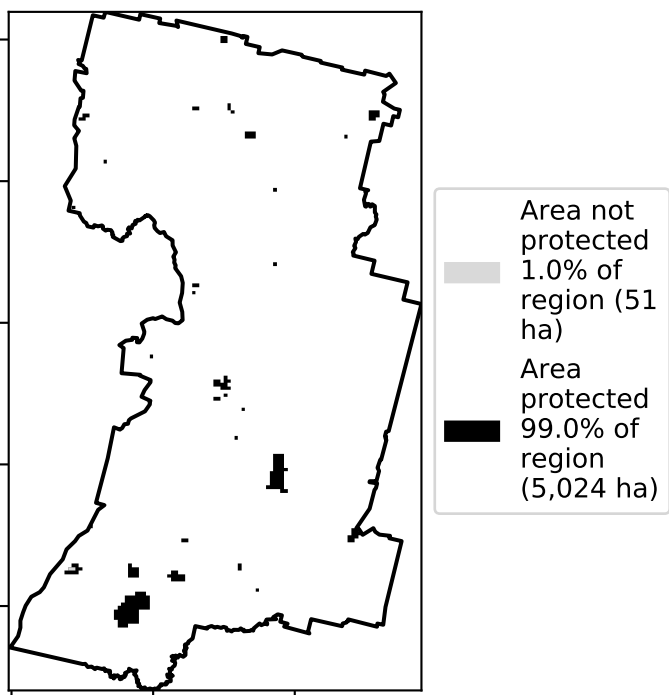 Area not
protected
1.0% of
region (51
ha)
Area
protected
99.0% of
region
(5,024 ha)